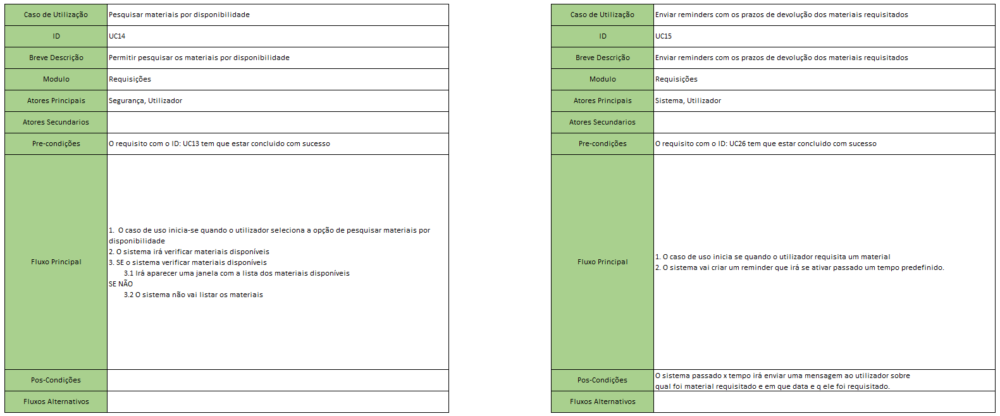 Caso de Utilização
Pesquisar materiais por disponibilidade
ID
UC14
Breve Descrição
Permitir pesquisar os materiais por disponibilidade
Modulo
Requisições
Atores Principais
Segurança, Utilizador
Atores Secundarios
Pre-condições
O requisito com o ID: UC13 tem que estar concluido com sucesso
Fluxo Principal
1.  O caso de uso inicia-se quando o utilizador seleciona a opção de pesquisar materiais por
disponibilidade
2. O sistema irá verificar materiais disponíveis
3. SE o sistema verificar materiais disponíveis
3.1 Irá aparecer uma janela com a lista dos materiais disponíveis
SE NÃO
3.2 O sistema não vai listar os materiais
Pos-Condições
Fluxos Alternativos
Caso de Utilização
Enviar reminders com os prazos de devolução dos materiais requisitados
ID
UC15
Breve Descrição
Enviar reminders com os prazos de devolução dos materiais requisitados
Modulo
Requisições
Atores Principais
Sistema, Utilizador
Atores Secundarios
Pre-condições
O requisito com o ID: UC26 tem que estar concluido com sucesso
Fluxo Principal
1. O caso de uso inicia se quando o utilizador requisita um material
2. O sistema vai criar um reminder que irá se ativar passado um tempo predefinido.
Pos-Condições
O sistema passado x tempo irá enviar uma mensagem ao utilizador sobre
qual foi material requisitado e em que data e q ele foi requisitado.
Fluxos Alternativos